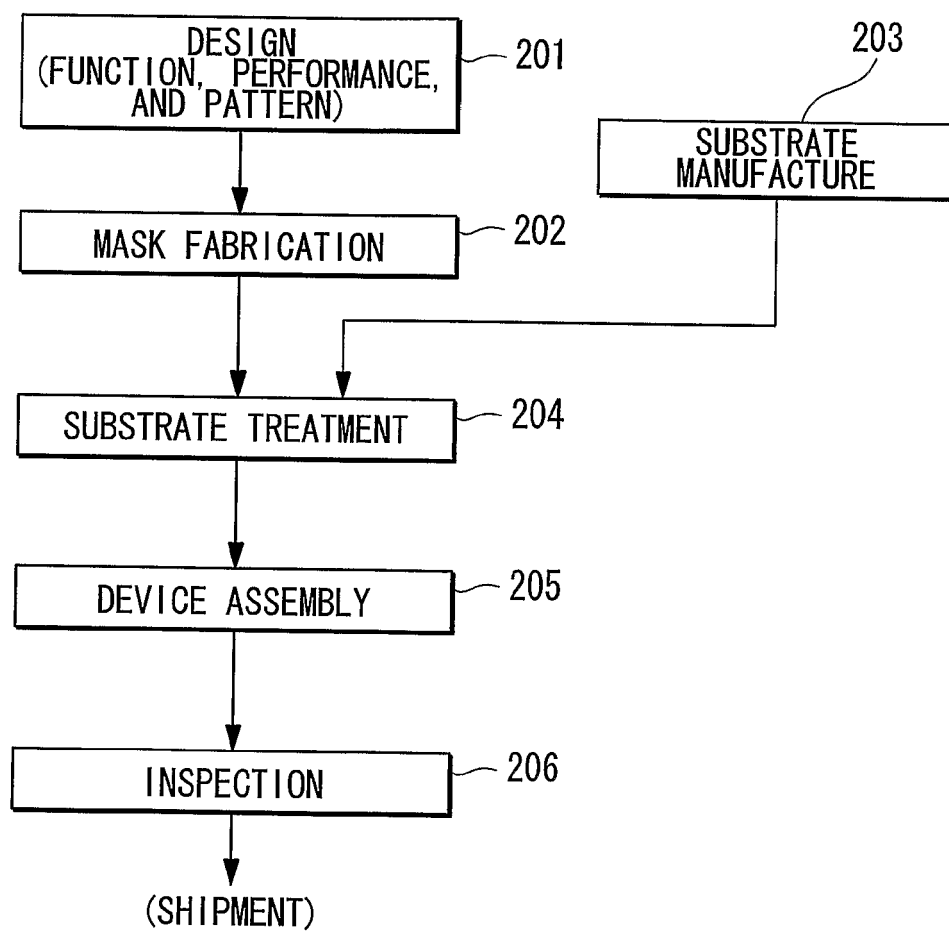 DESIGN
(FUNCTION, PERFORMANCE,
AND PATTERN)
201
203
SUBSTRATE
MANUFACTURE
MASK FABRICATION
202
SUBSTRATE TREATMENT
204
DEVICE ASSEMBLY
205
INSPECTION
206
(SHIPMENT)